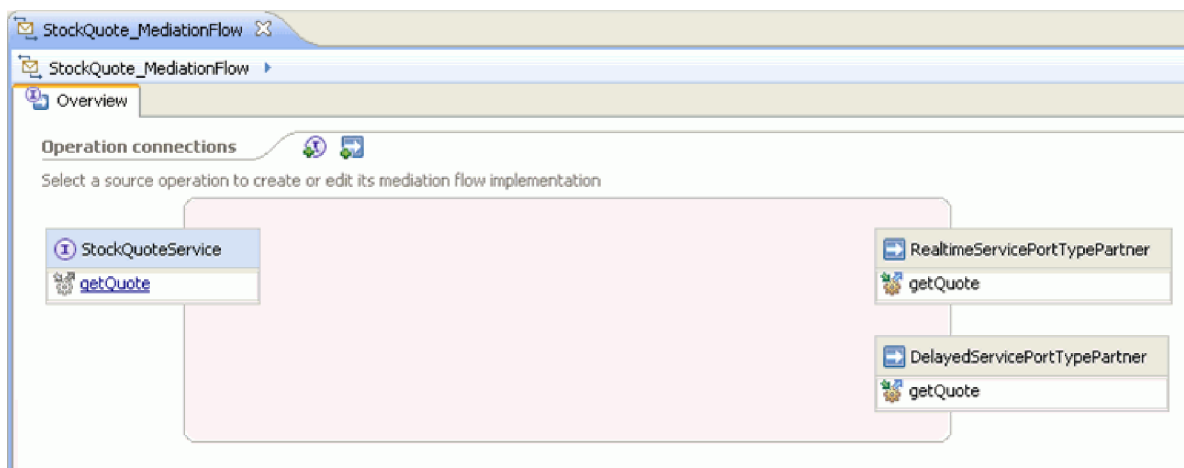 StockQuote_MediationFlow
StockQuote_MediationFlow
Overview
Operation connections
Select a source operation to create or edit its mediation flow implementation
StockQuoteService
getQuote
RealtimeServicePortTypePartner
getQuote
DelayedServicePortTypePartner
getQuote